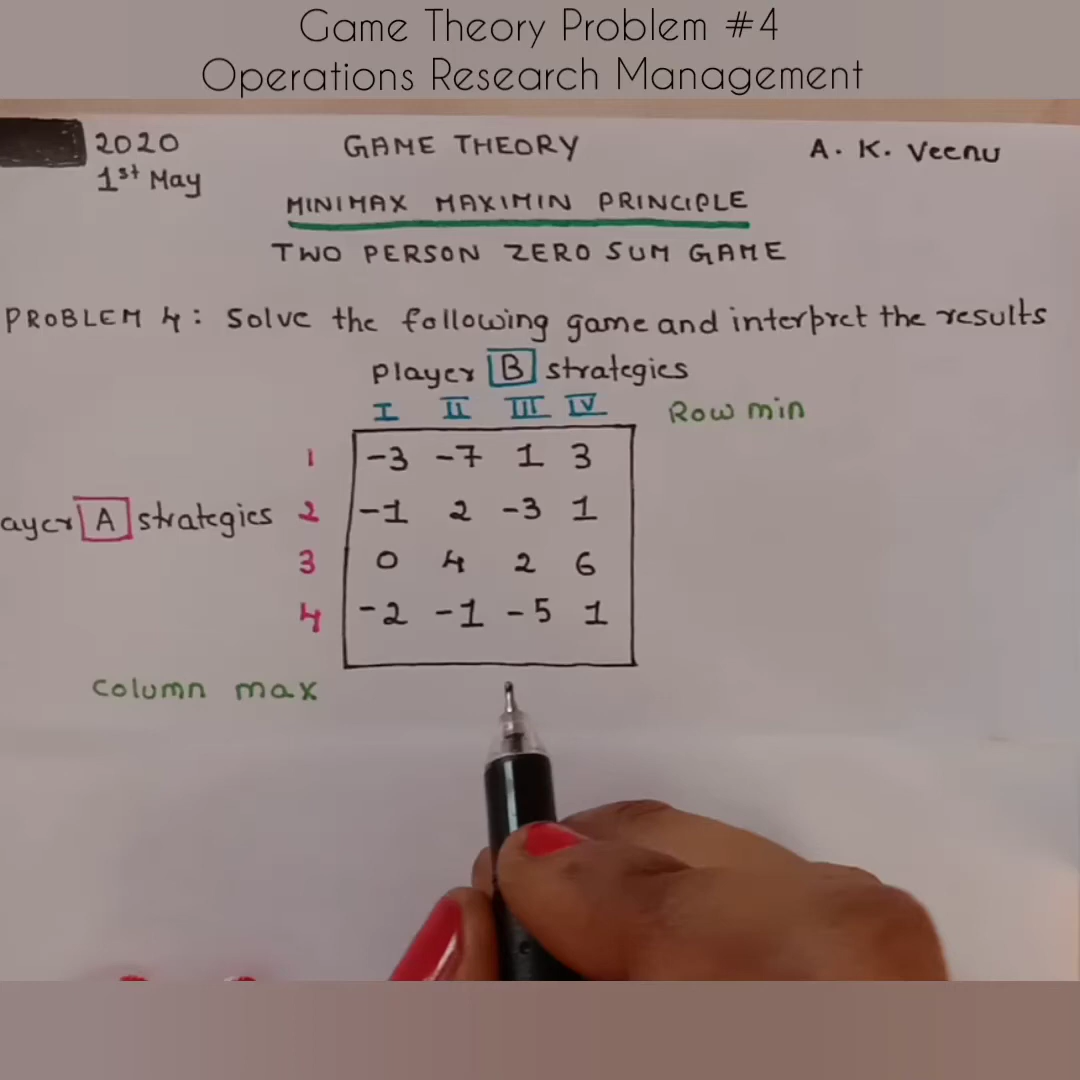 Game Theory Problem #4
Operations Research Management
2020 GAME THEORY A. K. Veenu
1st May
MINIMAX MAXIMIN PRINCIPLE
TWO PERSON ZERO SUM GAME
PROBLEM 4: Solve the following game and interpret the results
player B strategies
I II III IV Row min
1 -3 -7 1 3
ayer A strategies 2 -1 2 -3 1
3 0 4 2 6
4 -2 -1 -5 1
Column max